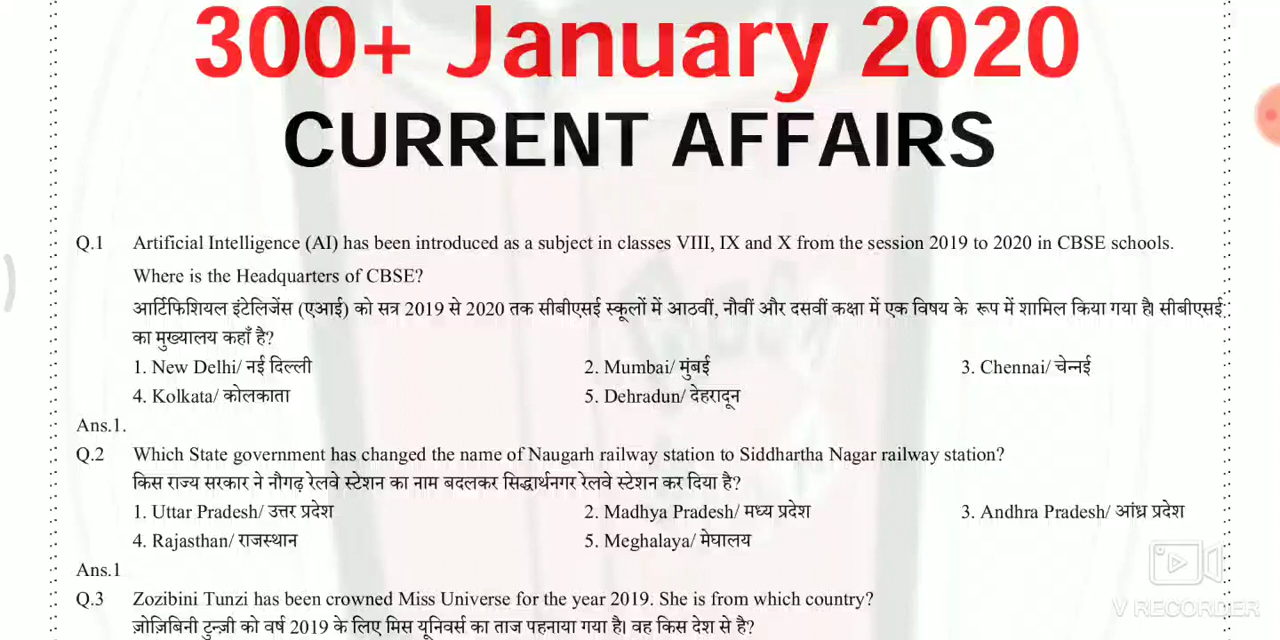 300+ January 2020
CURRENT AFFAIRS
Q.1 Artificial Intelligence (AI) has been introduced as a subject in classes VIII, IX and X from the session 2019 to 2020 in CBSE schools.
Where is the Headquarters of CBSE?
आर्टिफिशियल इंटेलिजेंस (एआई) को सत्र 2019 से 2020 तक सीबीएसई स्कूलों में आठवीं, नौवीं और दसवीं कक्षा में एक विषय के रूप में शामिल किया गया है। सीबीएसई
का मुख्यालय कहाँ है?
1. New Delhi/ नई दिल्ली 2. Mumbai/ मुंबई 3. Chennai/ चेन्नई
4. Kolkata/ कोलकाता 5. Dehradun/ देहरादून
Ans.1.
Q.2 Which State government has changed the name of Naugarh railway station to Siddhartha Nagar railway station?
किस राज्य सरकार ने नौगढ़ रेलवे स्टेशन का नाम बदलकर सिद्धार्थनगर रेलवे स्टेशन कर दिया है?
1. Uttar Pradesh/ उत्तर प्रदेश 2. Madhya Pradesh/ मध्य प्रदेश 3. Andhra Pradesh/ आंध्र प्रदेश
4. Rajasthan/ राजस्थान 5. Meghalaya/ मेघालय
Ans.1
Q.3 Zozibini Tunzi has been crowned Miss Universe for the year 2019. She is from which country?
ज़ोज़िबिनी टुन्ज़ी को वर्ष 2019 के लिए मिस यूनिवर्स का ताज पहनाया गया है। वह किस देश से है?
V RECORDER